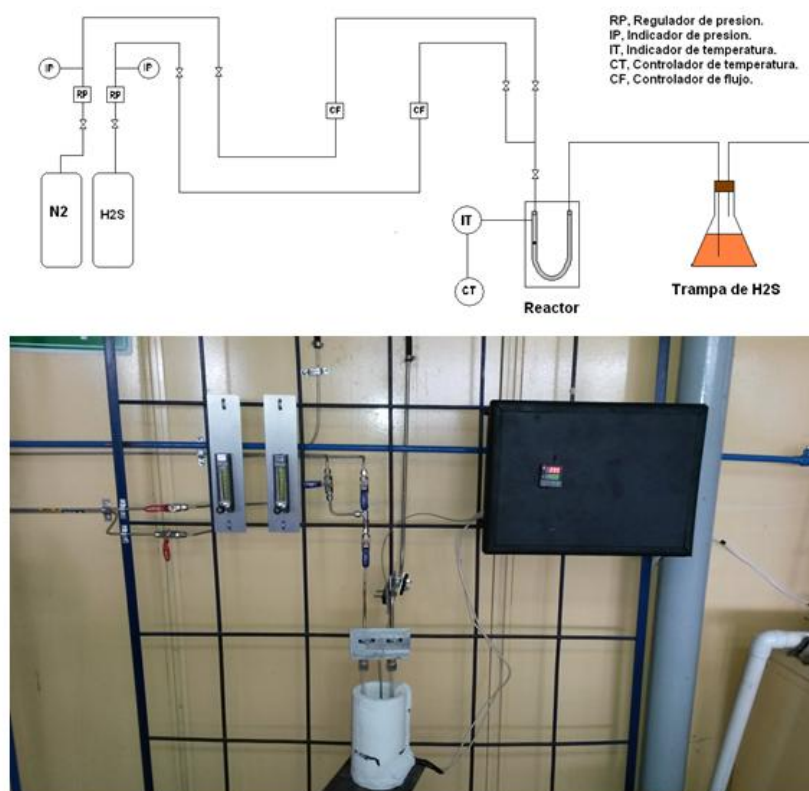 RP, Regulador de presion.
IP, Indicador de presion.
IT, Indicador de temperatura.
CT, Controlador de temperatura.
CF, Controlador de flujo.
IP
IP
RP
RP
CF
CF
N2
H2S
IT
CT
Reactor
Trampa de H2S